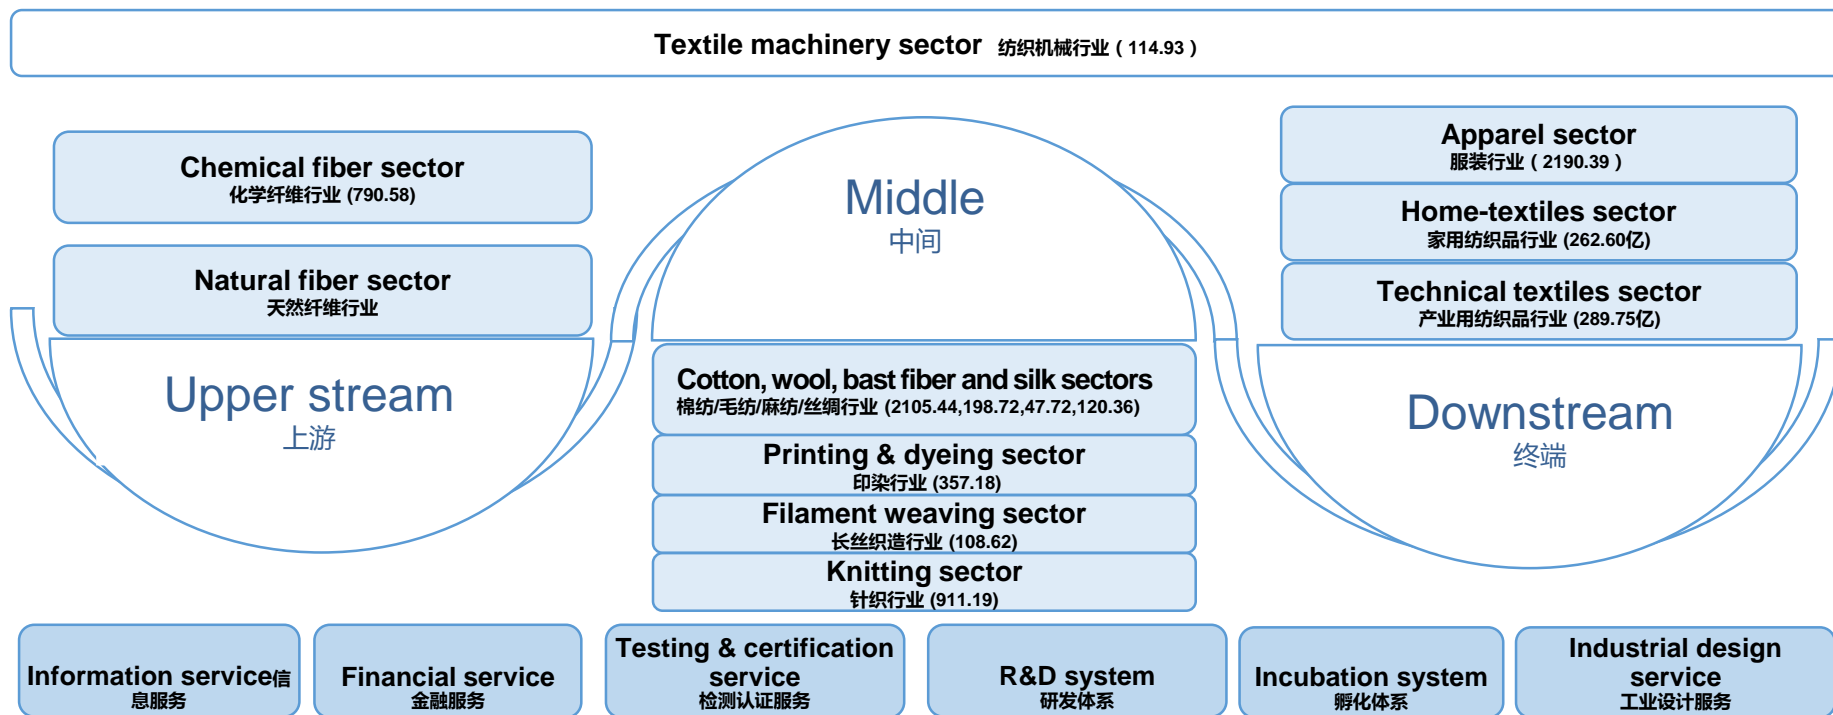 Textile machinery sector 纺织机械行业 ( 114.93 )
Chemical fiber sector
化学纤维行业 (790.58)
Natural fiber sector
天然纤维行业
Upper stream
上游
Middle
中间
Cotton, wool, bast fiber and silk sectors
棉纺/毛纺/麻纺/丝绸行业 (2105.44,198.72,47.72,120.36)
Printing & dyeing sector
印染行业 (357.18)
Filament weaving sector
长丝织造行业 (108.62)
Knitting sector
针织行业 (911.19)
Apparel sector
服装行业 ( 2190.39 )
Home-textiles sector
家用纺织品行业 (262.60亿)
Technical textiles sector
产业用纺织品行业 (289.75亿)
Downstream
终端
Information service信
息服务
Financial service
金融服务
Testing & certification
service
检测认证服务
R&D system
研发体系
Incubation system
孵化体系
Industrial design
service
工业设计服务